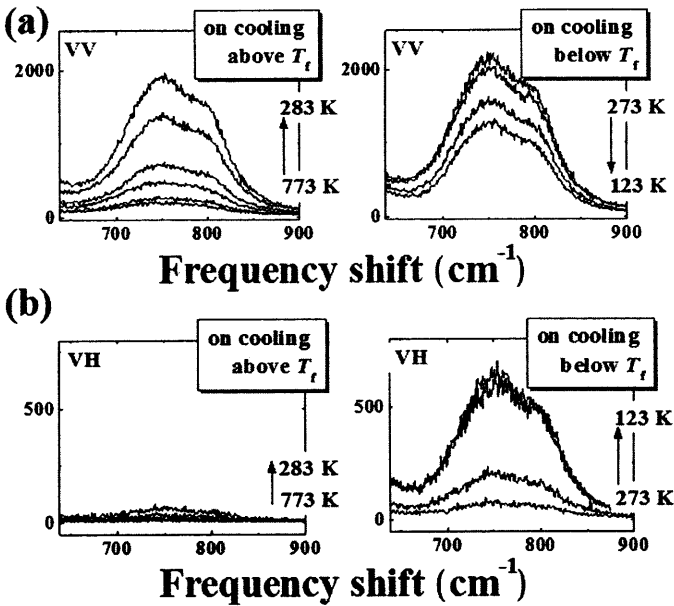 (a)
VV
on cooling
above Tf
2000
283 K
773 K
0
700
800
900
VV
on cooling
below Tf
2000
273 K
123 K
0
700
800
900
Frequency shift (cm-1)
(b)
VH
on cooling
above Tf
500
283 K
773 K
0
700
800
900
VH
on cooling
below Tf
500
123 K
273 K
0
700
800
900
Frequency shift (cm-1)